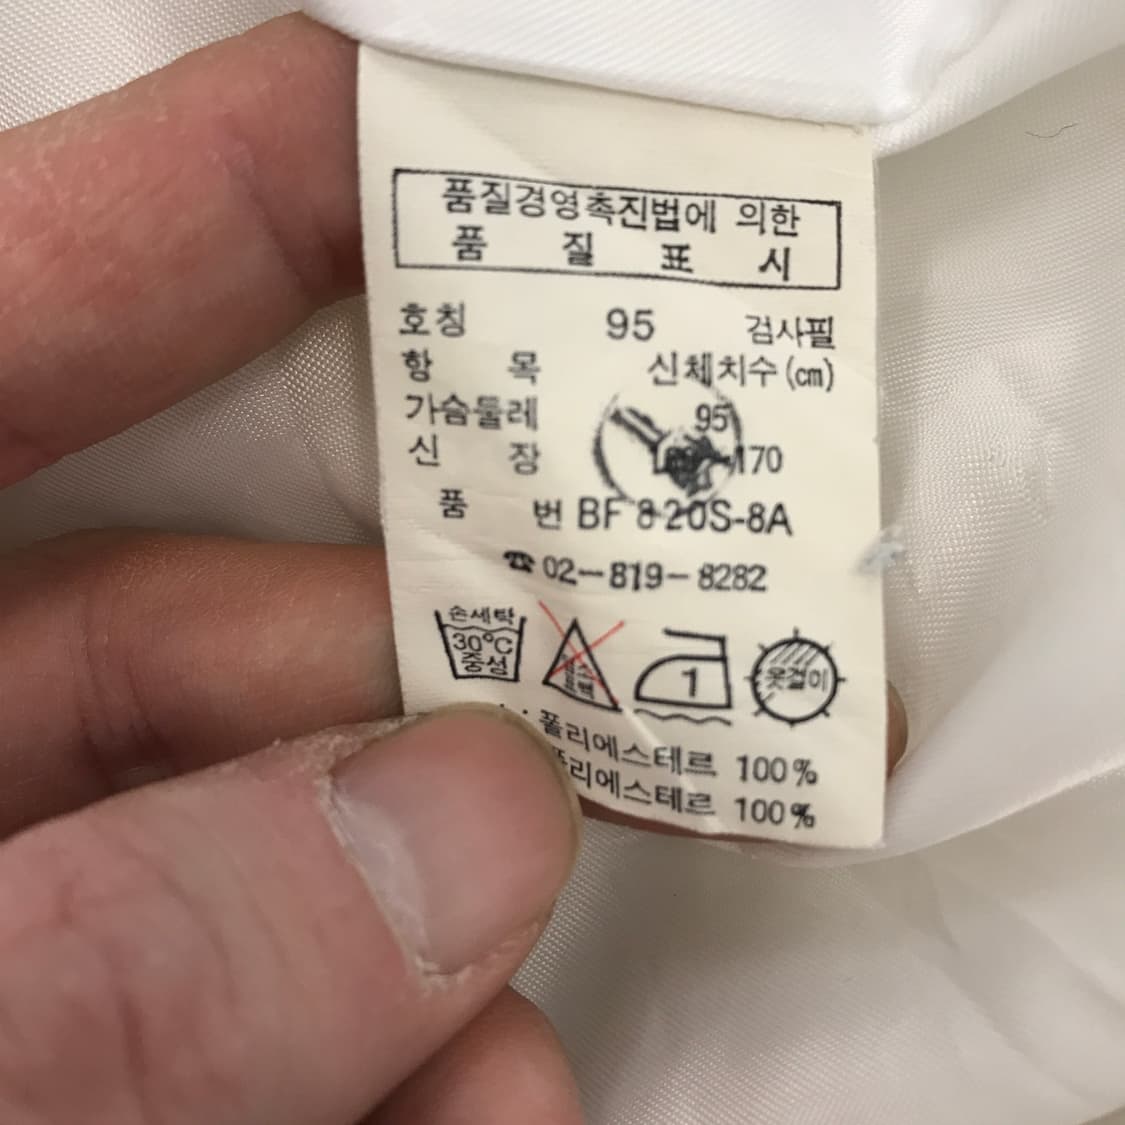 품질경영촉진법에 의한
품 질 표 시
호칭 95 검사필
항 목 신체치수(cm)
가슴둘레 95
신 장 170
품 번 BF 820S-8A
☎ 02-819-8282
손세탁
30℃
중성
1
옷걸이
폴리에스테르 100%
폴리에스테르 100%